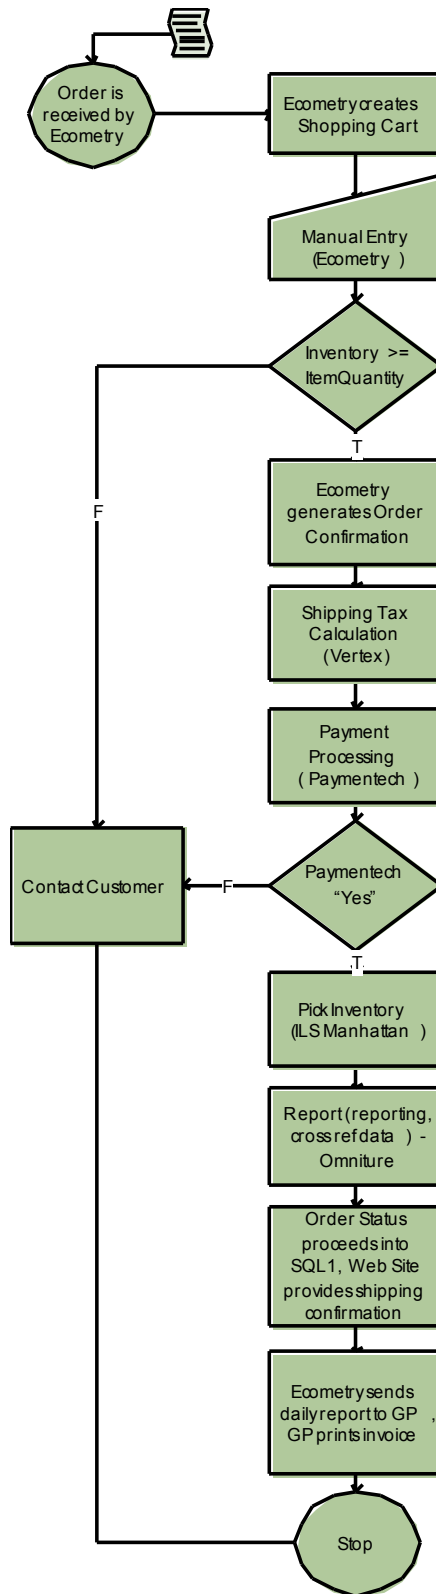 Order is
received by
Ecometry
Ecometry creates
Shopping Cart
Manual Entry
(Ecometry )
Inventory >=
Item Quantity
T
F
Ecometry
generates Order
Confirmation
Shipping Tax
Calculation
(Vertex)
Payment
Processing
( Paymentech )
Contact Customer
F
Paymentech
“Yes”
T
Pick Inventory
(ILS Manhattan )
Report (reporting,
cross ref data ) -
Omniture
Order Status
proceeds into
SQL1, Web Site
provides shipping
confirmation
Ecometry sends
daily report to GP ,
GP prints invoice
Stop